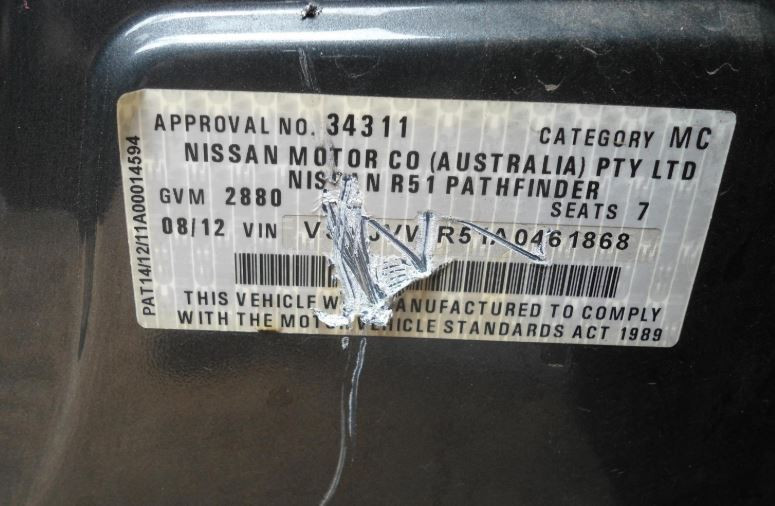 APPROVAL NO. 34311 CATEGORY MC
NISSAN MOTOR CO (AUSTRALIA) PTY LTD
NISSAN R51 PATHFINDER
GVM 2880 SEATS 7
08/12 VIN
THIS VEHICLE MANUFACTURED TO COMPLY
WITH THE MOTOR VEHICLE STANDARDS ACT 1989
PAT14/12/11A00014594